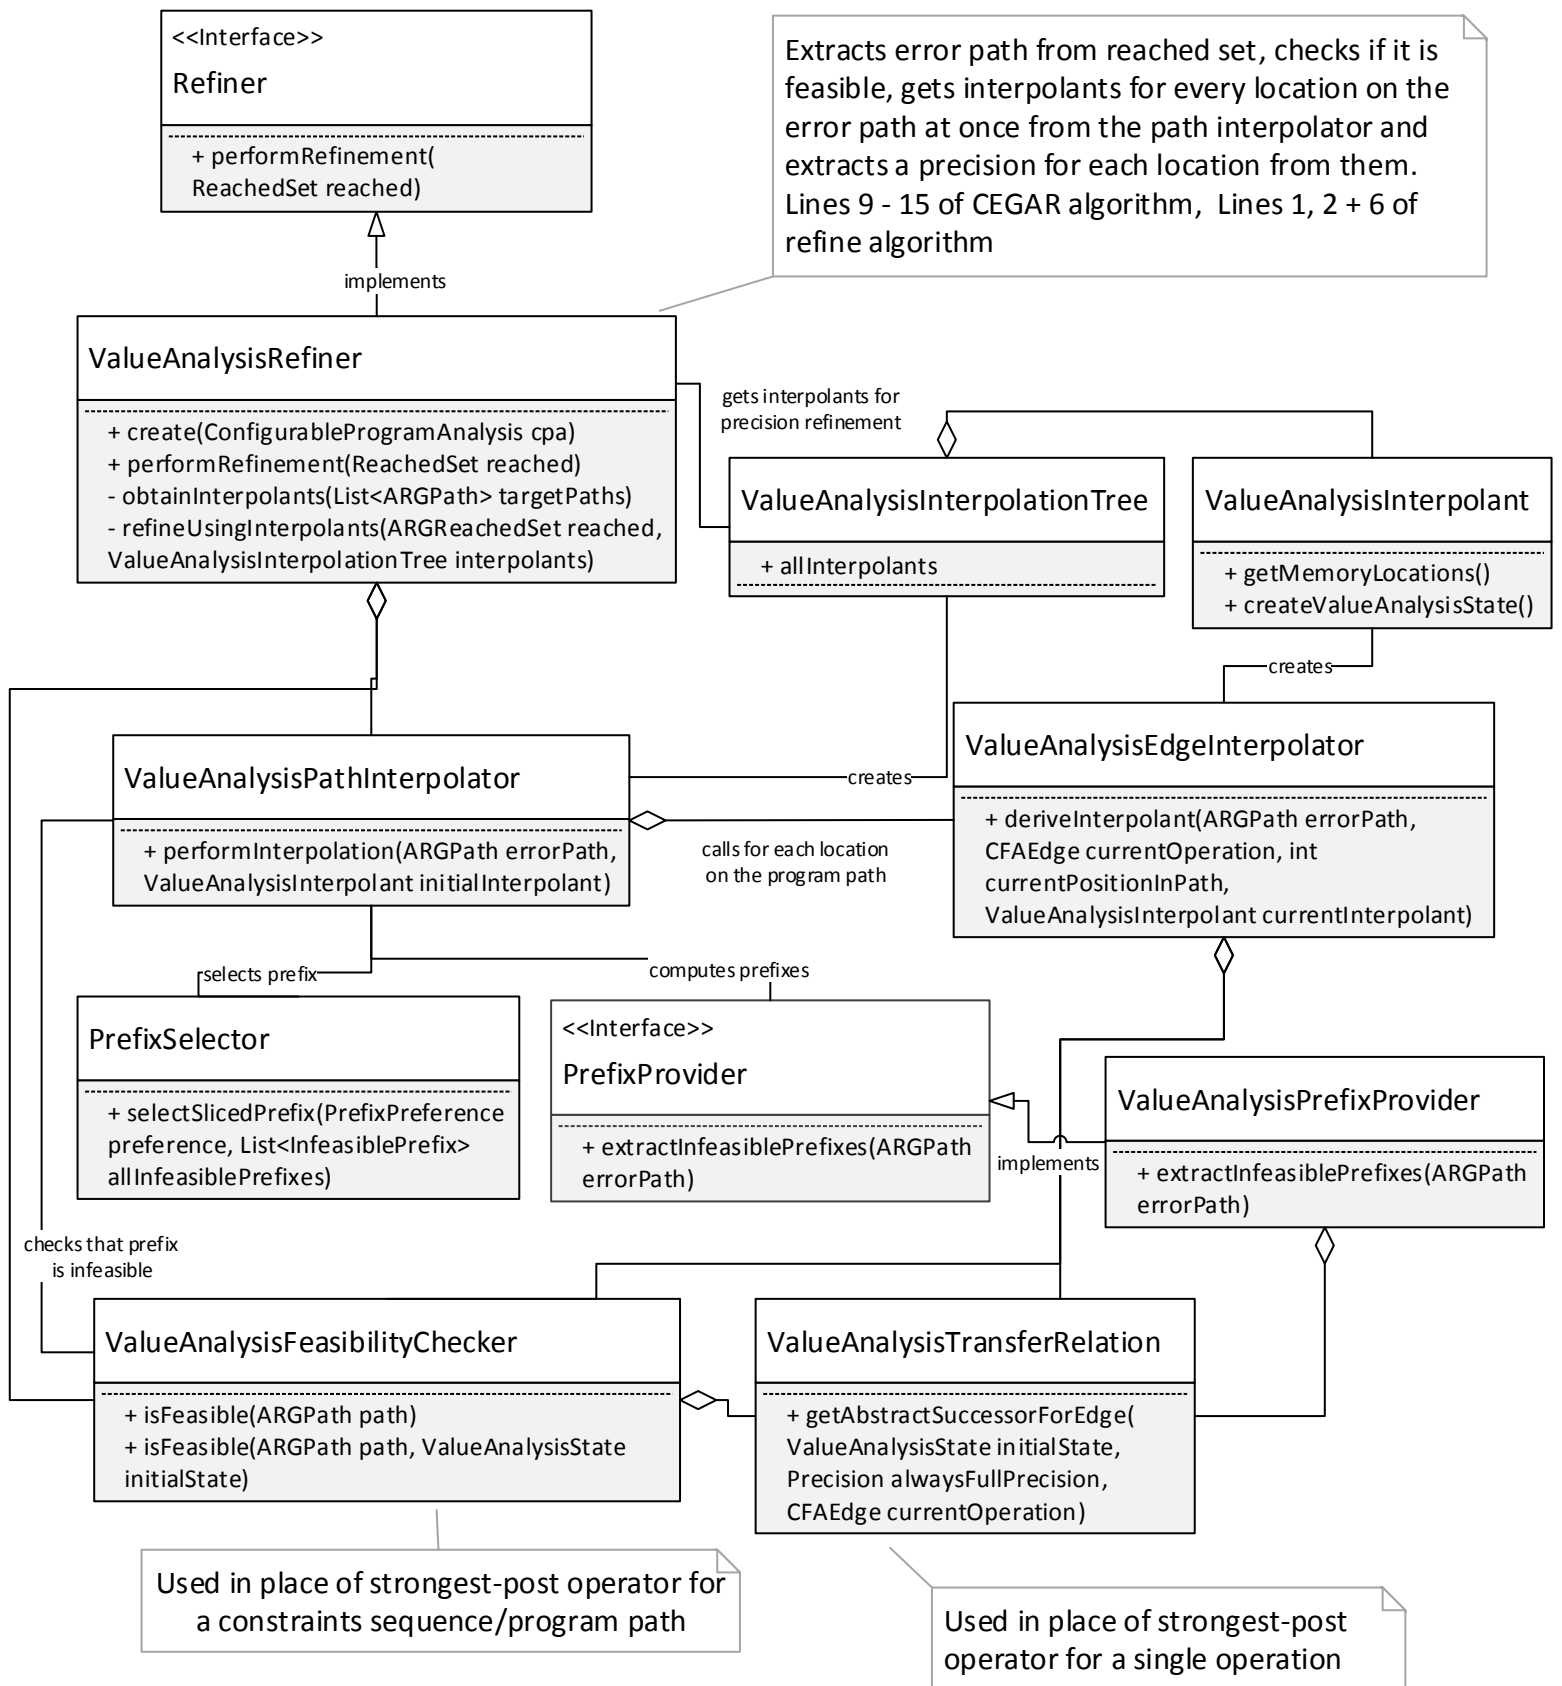 <<Interface>>
Refiner
+ performRefinement(
ReachedSet reached)
Extracts error path from reached set, checks if it is
feasible, gets interpolants for every location on the
error path at once from the path interpolator and
extracts a precision for each location from them.
Lines 9 - 15 of CEGAR algorithm, Lines 1, 2 + 6 of
refine algorithm
implements
ValueAnalysisRefiner
+ create(ConfigurableProgramAnalysis cpa)
+ performRefinement(ReachedSet reached)
- obtainInterpolants(List<ARGPath> targetPaths)
- refineUsingInterpolants(ARGReachedSet reached,
ValueAnalysisInterpolationTree interpolants)
gets interpolants for
precision refinement
ValueAnalysisInterpolationTree
+ allInterpolants
ValueAnalysisInterpolant
+ getMemoryLocations()
+ createValueAnalysisState()
creates
ValueAnalysisPathInterpolator
+ performInterpolation(ARGPath errorPath,
ValueAnalysisInterpolant initialInterpolant)
creates
calls for each location
on the program path
ValueAnalysisEdgeInterpolator
+ deriveInterpolant(ARGPath errorPath,
CFAEdge currentOperation, int
currentPositionInPath,
ValueAnalysisInterpolant currentInterpolant)
selects prefix
computes prefixes
PrefixSelector
+ selectSlicedPrefix(PrefixPreference
preference, List<InfeasiblePrefix>
allInfeasiblePrefixes)
<<Interface>>
PrefixProvider
+ extractInfeasiblePrefixes(ARGPath
errorPath)
implements
ValueAnalysisPrefixProvider
+ extractInfeasiblePrefixes(ARGPath
errorPath)
checks that prefix
is infeasible
ValueAnalysisFeasibilityChecker
+ isFeasible(ARGPath path)
+ isFeasible(ARGPath path, ValueAnalysisState
initialState)
ValueAnalysisTransferRelation
+ getAbstractSuccessorForEdge(
ValueAnalysisState initialState,
Precision alwaysFullPrecision,
CFAEdge currentOperation)
Used in place of strongest-post operator for
a constraints sequence/program path
Used in place of strongest-post
operator for a single operation